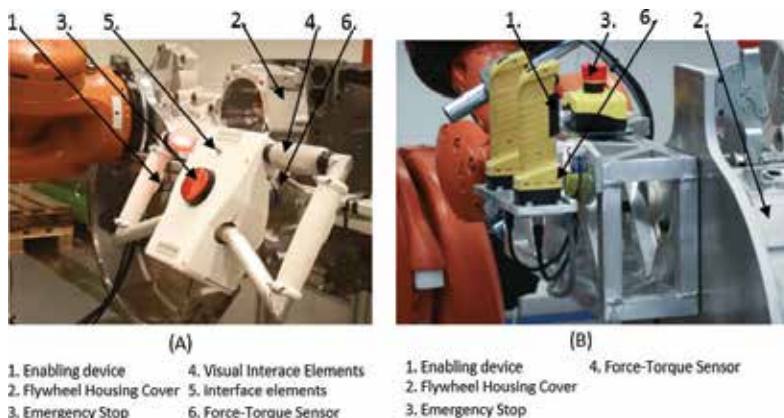 1. 3. 5. 2. 4. 6.
1. 3. 6. 2.
(A)
1. Enabling device 4. Visual Interace Elements
2. Flywheel Housing Cover 5. Interface elements
3. Emergency Stop 6. Force-Torque Sensor
(B)
1. Enabling device 4. Force-Torque Sensor
2. Flywheel Housing Cover
3. Emergency Stop